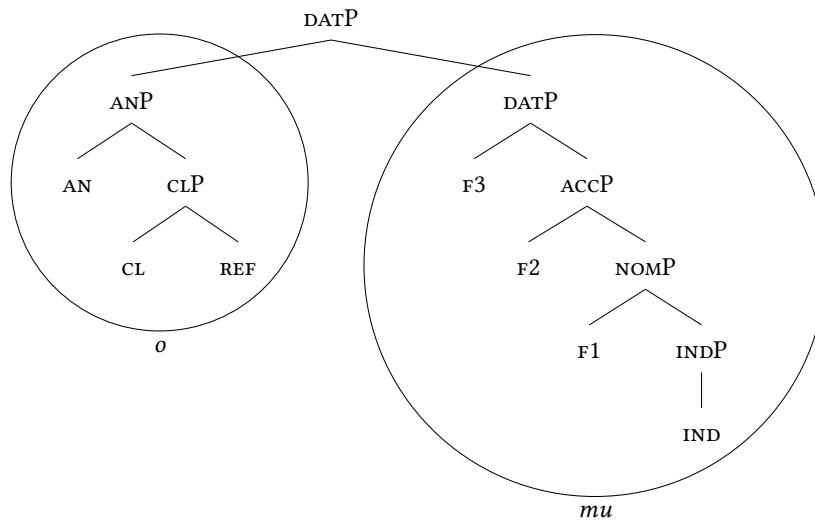 DATP
ANP DATP
AN CLP F3 ACCP
CL REF F2 NOMP
o F1 INDP
IND
mu